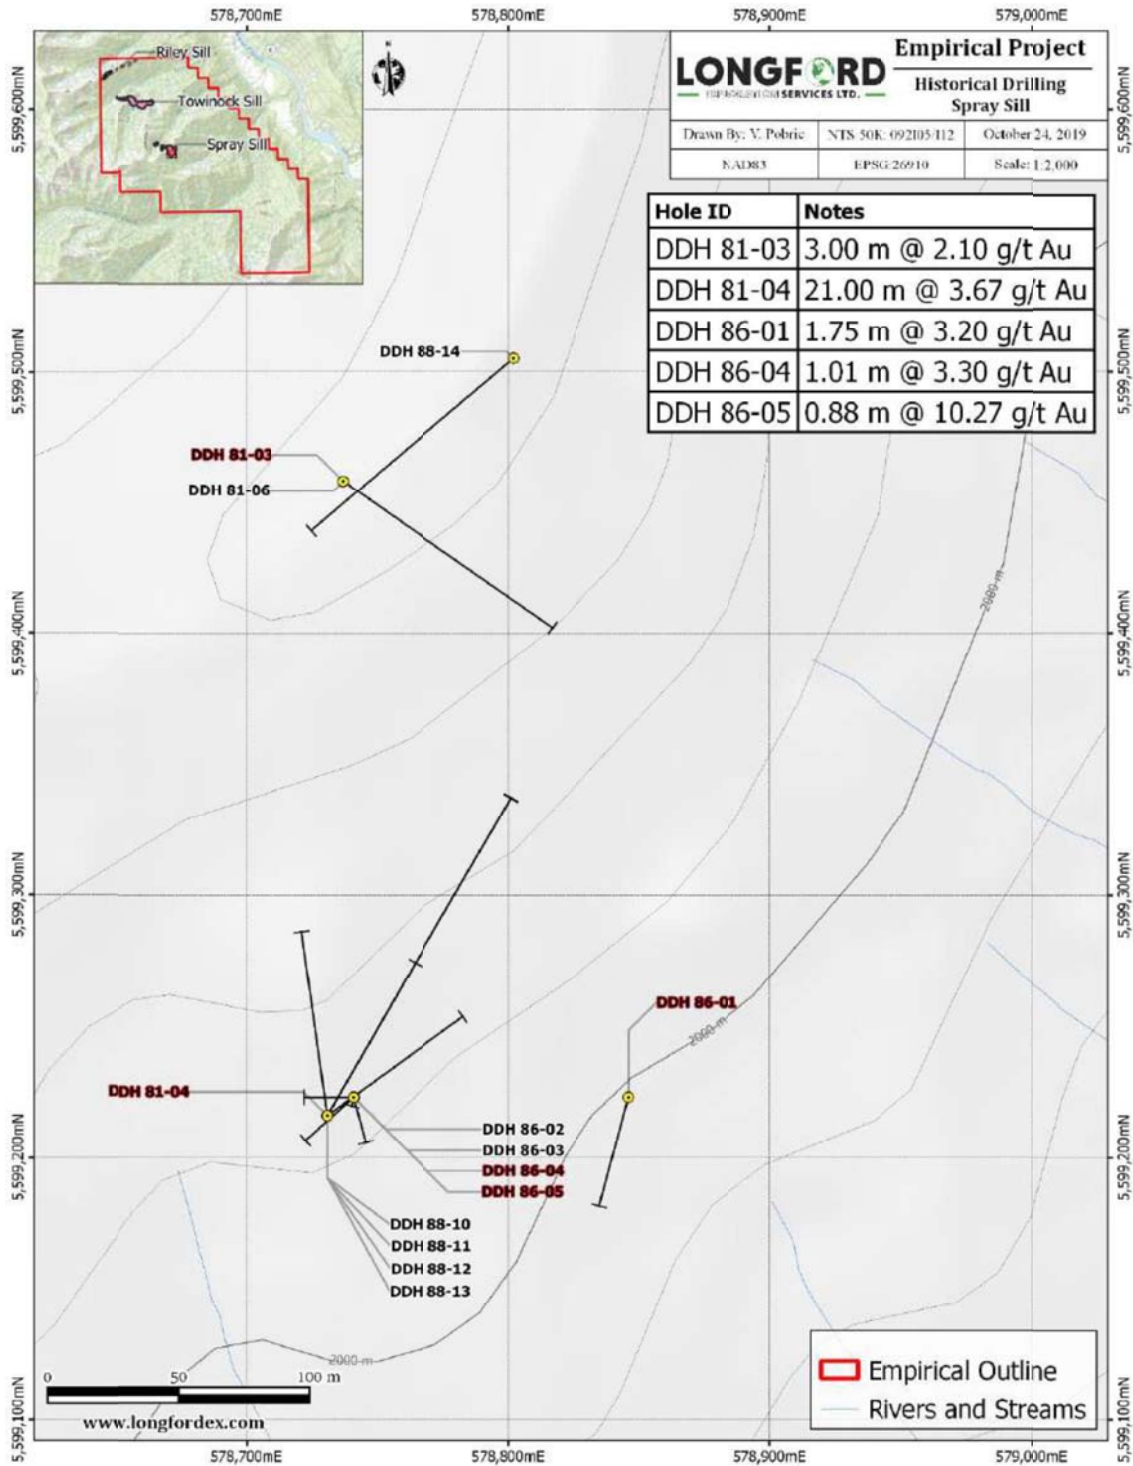 578,700mE
578,800mE
578,900mE
579,000mE
Riley Sill
Towinock Sill
Spray Sill
N
LONGFORD
SERVICES LTD.
Empirical Project
Historical Drilling
Spray Sill
Drawn By: V. Pobric
NTS 50K: 092I05/I12
October 24, 2019
NAD83
EPSG:26910
Scale: 1:2,000
Hole ID
Notes
DDH 81-03
3.00 m @ 2.10 g/t Au
DDH 81-04
21.00 m @ 3.67 g/t Au
DDH 86-01
1.75 m @ 3.20 g/t Au
DDH 86-04
1.01 m @ 3.30 g/t Au
DDH 86-05
0.88 m @ 10.27 g/t Au
5,599,600mN
5,599,600mN
5,599,500mN
5,599,500mN
DDH 88-14
DDH 81-03
DDH 81-06
2000 m
5,599,400mN
5,599,400mN
5,599,300mN
5,599,300mN
DDH 86-01
2000 m
DDH 81-04
DDH 86-02
DDH 86-03
DDH 86-04
DDH 86-05
5,599,200mN
5,599,200mN
DDH 88-10
DDH 88-11
DDH 88-12
DDH 88-13
2000 m
0 50 100 m
www.longfordex.com
Empirical Outline
Rivers and Streams
5,599,100mN
5,599,100mN
578,700mE
578,800mE
578,900mE
579,000mE